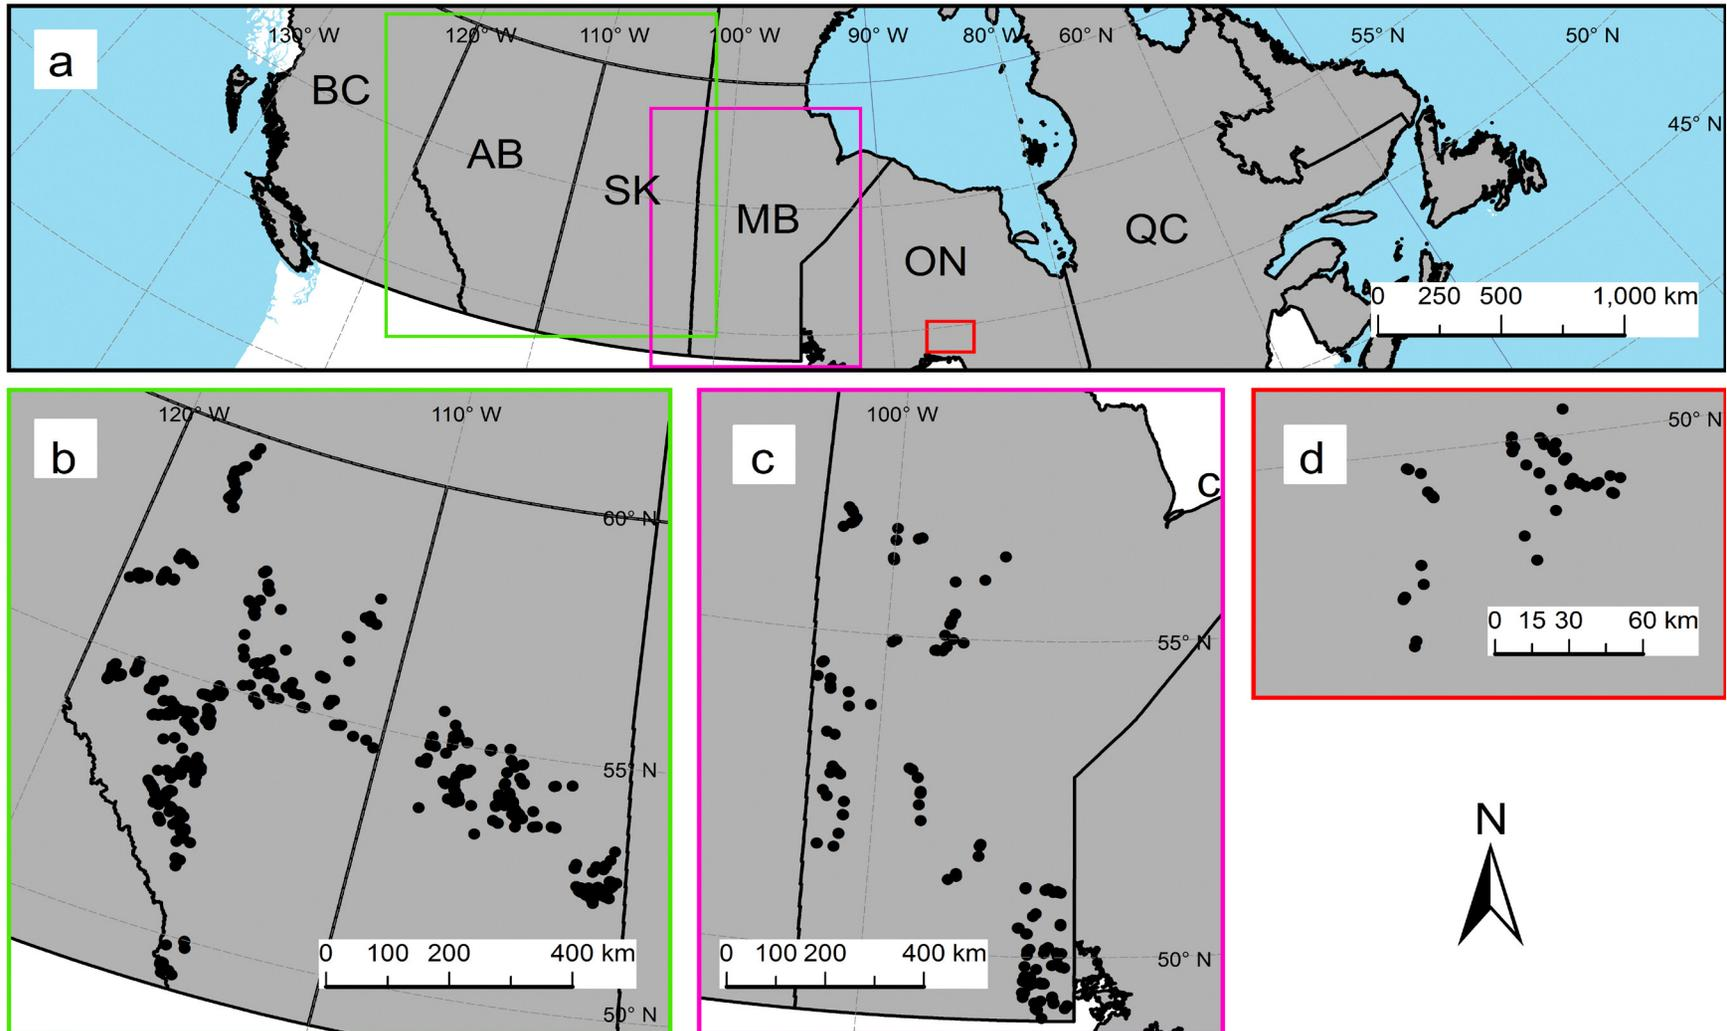 a
130° W 120° W 110° W 100° W 90° W 80° W 60° N 55° N 50° N
BC
45° N
AB
SK
MB
QC
ON
0 250 500 1,000 km
b
120° W 110° W
60° N
55° N
0 100 200 400 km
50° N
c
100° W
C
55° N
0 100 200 400 km
50° N
d
50° N
0 15 30 60 km
N